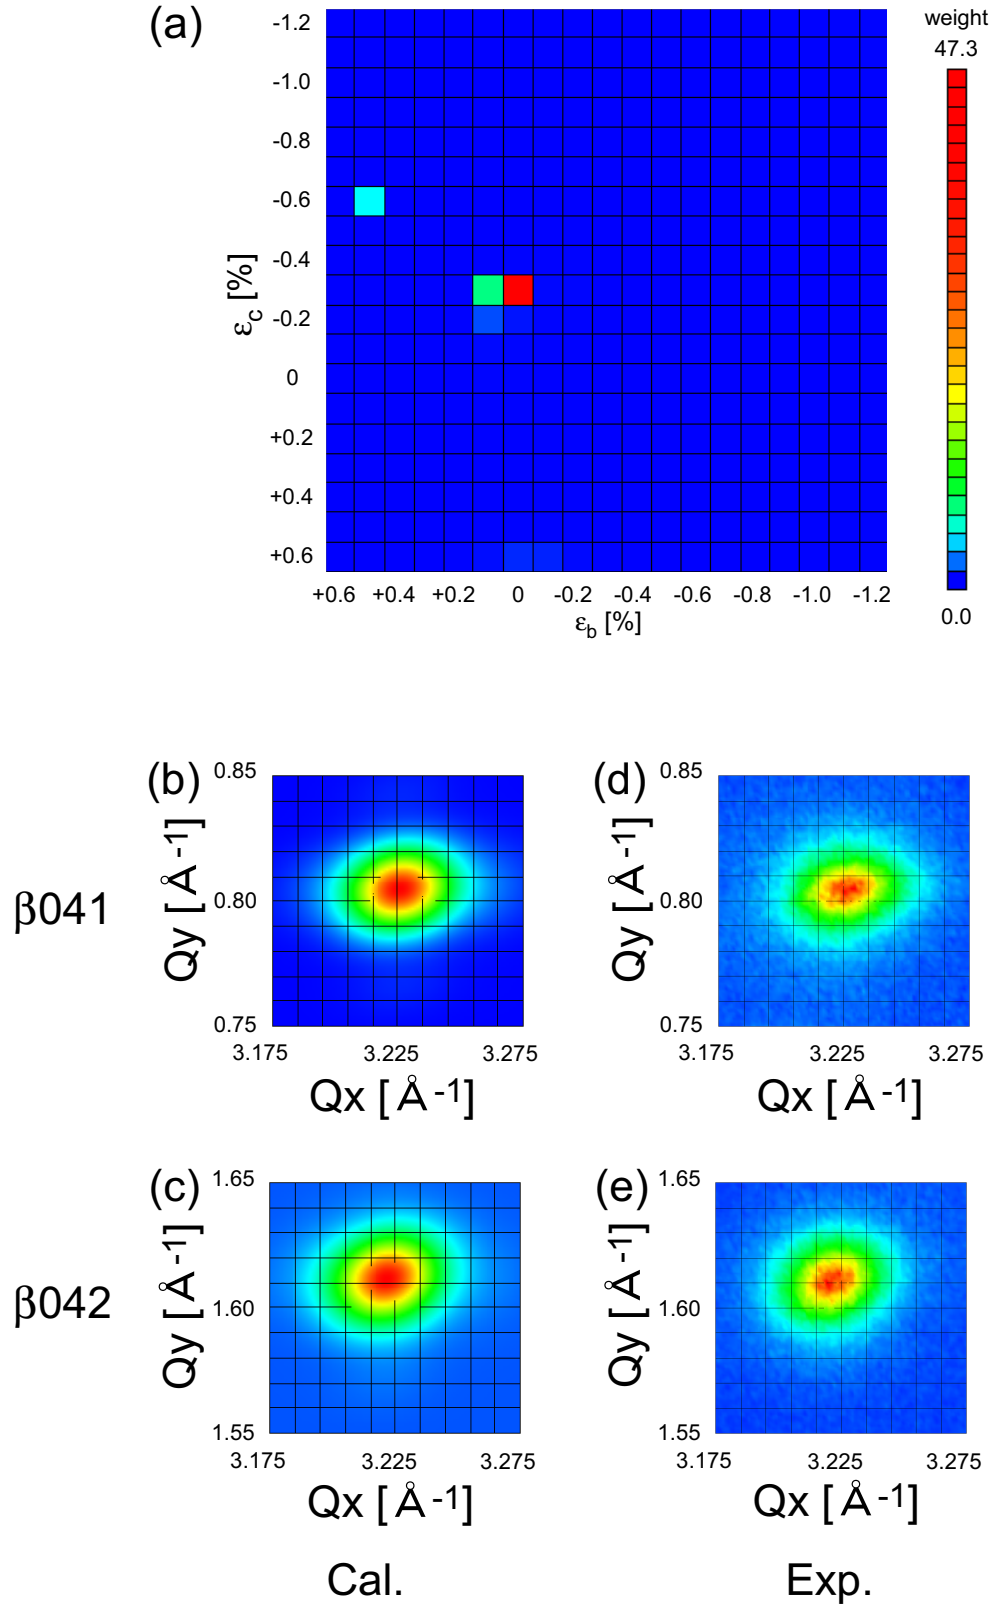 (a)
weight
47.3
-1.2
-1.0
-0.8
-0.6
-0.4
-0.2
0
+0.2
+0.4
+0.6
εc [%]
+0.6 +0.4 +0.2 0 -0.2 -0.4 -0.6 -0.8 -1.0 -1.2
εb [%]
0.0
β041
(b)
0.85
0.80
0.75
Qy [Å-1]
3.175 3.225 3.275
Qx [Å-1]
(d)
0.85
0.80
0.75
Qy [Å-1]
3.175 3.225 3.275
Qx [Å-1]
β042
(c)
1.65
1.60
1.55
Qy [Å-1]
3.175 3.225 3.275
Qx [Å-1]
(e)
1.65
1.60
1.55
Qy [Å-1]
3.175 3.225 3.275
Qx [Å-1]
Cal.
Exp.